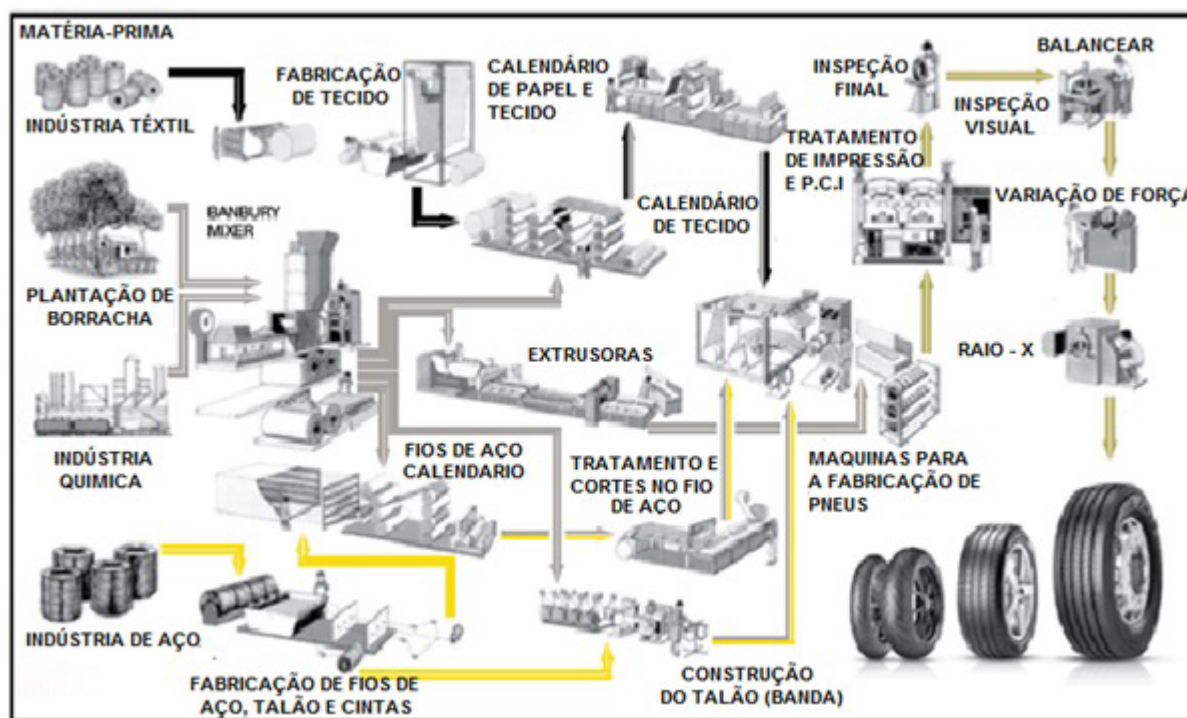 MATÉRIA-PRIMA
INDÚSTRIA TÊXTIL
FABRICAÇÃO
DE TECIDO
CALENDÁRIO
DE PAPEL E
TECIDO
INSPEÇÃO
FINAL
BALANCEAR
INSPEÇÃO
VISUAL
TRATAMENTO
DE IMPRESSÃO
E P.C.I
VARIAÇÃO DE FORÇA
CALENDÁRIO
DE TECIDO
BANBURY
MIXER
PLANTAÇÃO DE
BORRACHA
EXTRUSORAS
RAIO - X
INDÚSTRIA
QUIMICA
FIOS DE AÇO
CALENDARIO
TRATAMENTO E
CORTES NO FIO
DE AÇO
MAQUINAS PARA
A FABRICAÇÃO DE
PNEUS
INDÚSTRIA DE AÇO
FABRICAÇÃO DE FIOS DE
AÇO, TALÃO E CINTAS
CONSTRUÇÃO
DO TALÃO (BANDA)